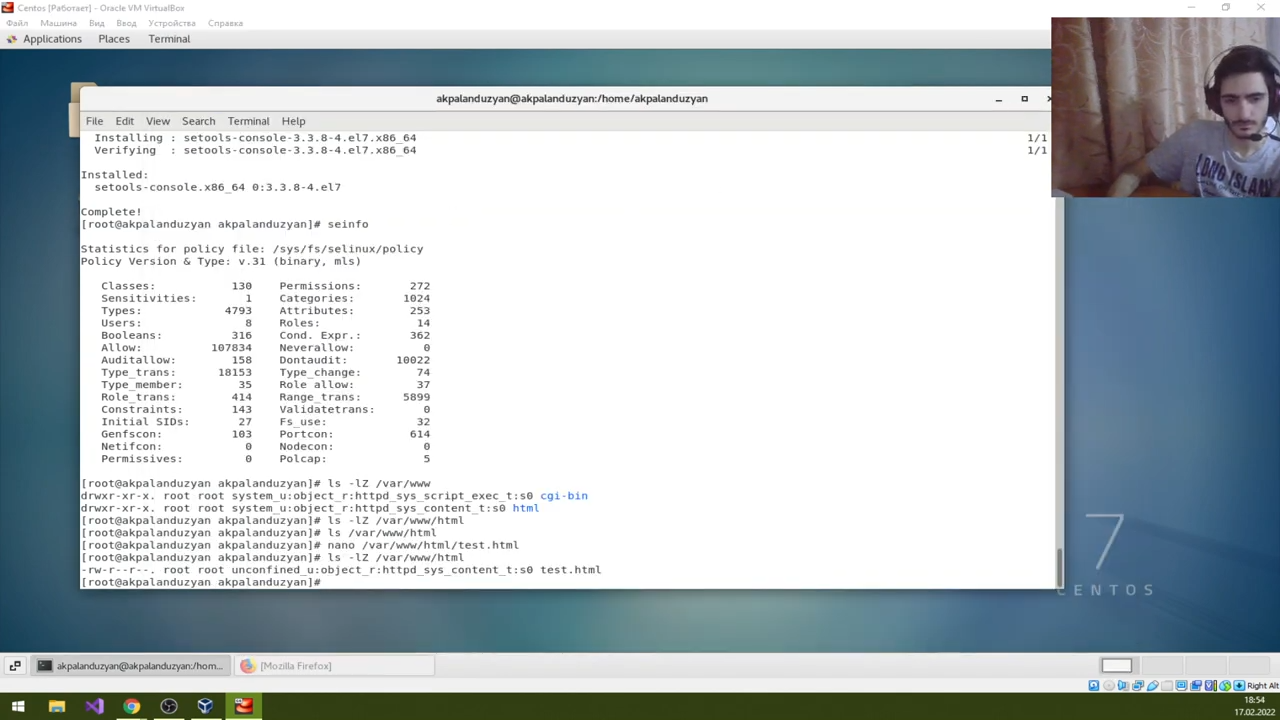 Centos [Работает] - Oracle VM VirtualBox
Файл Машина Вид Ввод Устройства Справка
Applications Places Terminal
akpalanduzyan@akpalanduzyan:/home/akpalanduzyan
File Edit View Search Terminal Help
Installing : setools-console-3.3.8-4.el7.x86_64 1/1
Verifying : setools-console-3.3.8-4.el7.x86_64 1/1
Installed:
setools-console.x86_64 0:3.3.8-4.el7
Complete!
[root@akpalanduzyan akpalanduzyan]# seinfo
Statistics for policy file: /sys/fs/selinux/policy
Policy Version & Type: v.31 (binary, mls)
Classes: 130 Permissions: 272
Sensitivities: 1 Categories: 1024
Types: 4793 Attributes: 253
Users: 8 Roles: 14
Booleans: 316 Cond. Expr.: 362
Allow: 107834 Neverallow: 0
Auditallow: 158 Dontaudit: 10022
Type_trans: 18153 Type_change: 74
Type_member: 35 Role allow: 37
Role_trans: 414 Range_trans: 5899
Constraints: 143 Validatetrans: 0
Initial SIDs: 27 Fs_use: 32
Genfscon: 103 Portcon: 614
Netifcon: 0 Nodecon: 0
Permissives: 0 Polcap: 5
[root@akpalanduzyan akpalanduzyan]# ls -lZ /var/www
drwxr-xr-x. root root system_u:object_r:httpd_sys_script_exec_t:s0 cgi-bin
drwxr-xr-x. root root system_u:object_r:httpd_sys_content_t:s0 html
[root@akpalanduzyan akpalanduzyan]# ls -lZ /var/www/html
[root@akpalanduzyan akpalanduzyan]# ls /var/www/html
[root@akpalanduzyan akpalanduzyan]# nano /var/www/html/test.html
[root@akpalanduzyan akpalanduzyan]# ls -lZ /var/www/html
-rw-r--r--. root root unconfined_u:object_r:httpd_sys_content_t:s0 test.html
[root@akpalanduzyan akpalanduzyan]#
LONG ISLAND
7
CENTOS
akpalanduzyan@akpalanduzyan:/hom... [Mozilla Firefox]
Right Alt
18:54
17.02.2022